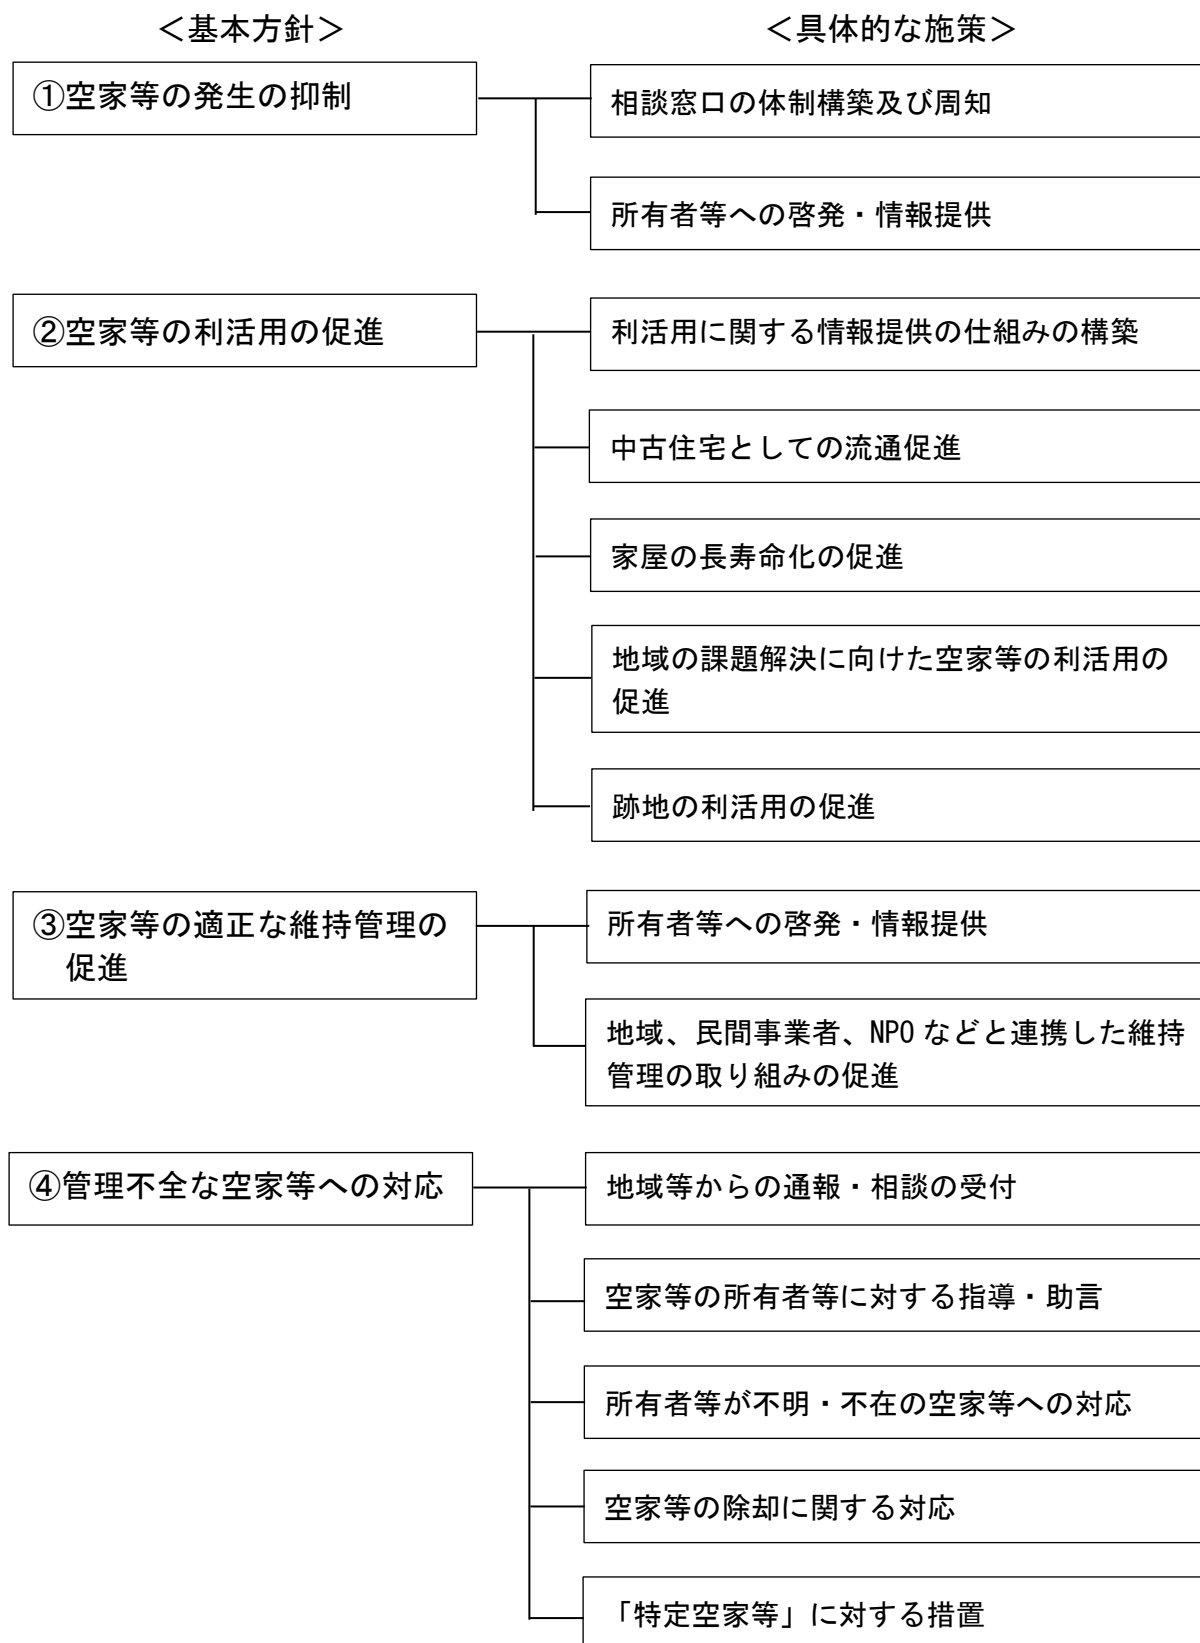 ＜基本方針＞
＜具体的な施策＞
①空家等の発生の抑制
相談窓口の体制構築及び周知
所有者等への啓発・情報提供
②空家等の利活用の促進
利活用に関する情報提供の仕組みの構築
中古住宅としての流通促進
家屋の長寿命化の促進
地域の課題解決に向けた空家等の利活用の
促進
跡地の利活用の促進
③空家等の適正な維持管理の
促進
所有者等への啓発・情報提供
地域、民間事業者、NPO などと連携した維持
管理の取り組みの促進
④管理不全な空家等への対応
地域等からの通報・相談の受付
空家等の所有者等に対する指導・助言
所有者等が不明・不在の空家等への対応
空家等の除却に関する対応
「特定空家等」に対する措置